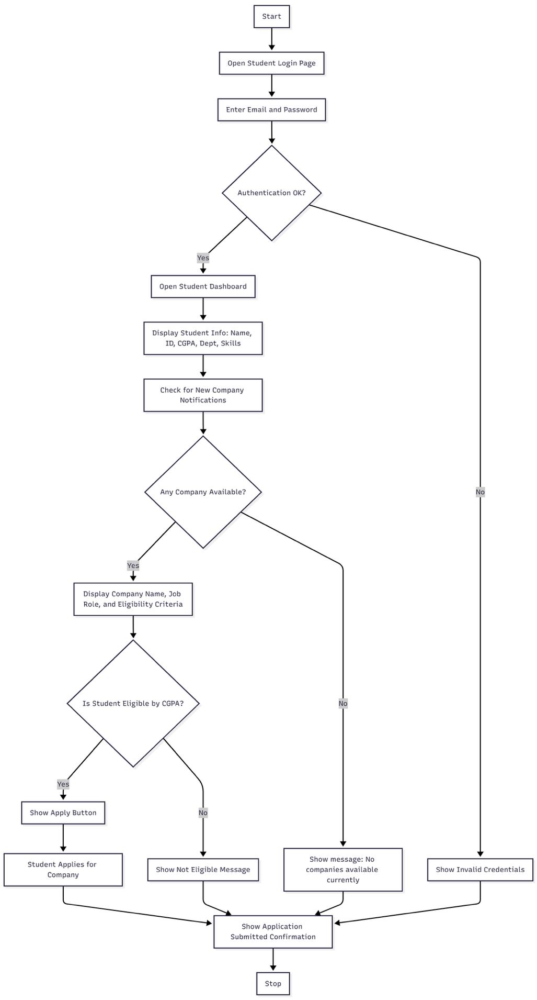 Start
Open Student Login Page
Enter Email and Password
Authentication OK?
Yes
Open Student Dashboard
Display Student Info: Name,
ID, CGPA, Dept, Skills
Check for New Company
Notifications
Any Company Available?
No
Yes
Display Company Name, Job
Role, and Eligibility Criteria
Is Student Eligible by CGPA?
No
Yes
Show Apply Button
No
Student Applies for
Company
Show Not Eligible Message
Show message: No
companies available
currently
Show Invalid Credentials
Show Application
Submitted Confirmation
Stop